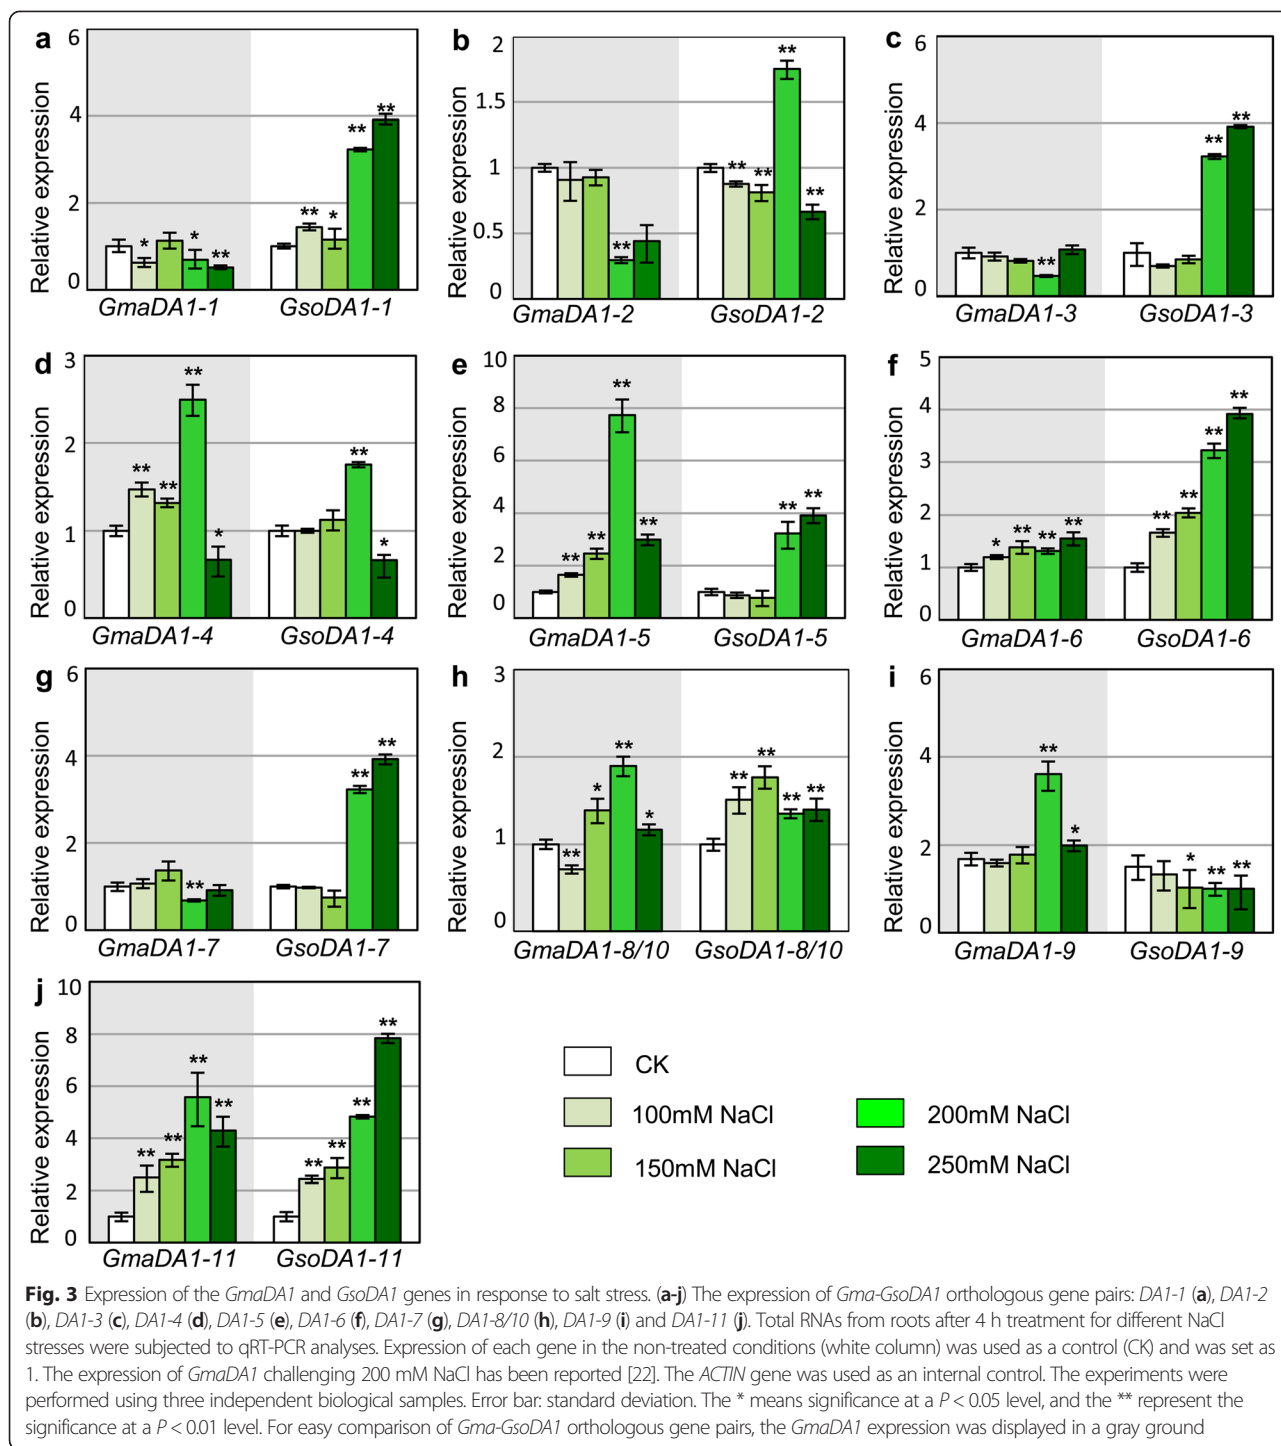 a
6
4
2
0
Relative expression
* * **
** * ** **
GmaDA1-1 GsoDA1-1
b
2
1.5
1
0.5
0
Relative expression
**
** ** ** **
GmaDA1-2 GsoDA1-2
c
6
4
2
0
Relative expression
**
** **
GmaDA1-3 GsoDA1-3
d
3
2
1
0
Relative expression
** ** ** *
** *
GmaDA1-4 GsoDA1-4
e
10
8
6
4
2
0
Relative expression
** ** ** **
** **
GmaDA1-5 GsoDA1-5
f
5
4
3
2
1
0
Relative expression
* ** ** **
** ** ** **
GmaDA1-6 GsoDA1-6
g
6
4
2
0
Relative expression
**
** **
GmaDA1-7 GsoDA1-7
h
3
2
1
0
Relative expression
** * ** *
** ** ** **
GmaDA1-8/10 GsoDA1-8/10
i
6
4
2
0
Relative expression
** *
* ** **
GmaDA1-9 GsoDA1-9
j
10
8
6
4
2
0
Relative expression
** ** ** **
** ** ** **
GmaDA1-11 GsoDA1-11
CK
100mM NaCl
150mM NaCl
200mM NaCl
250mM NaCl
Fig. 3 Expression of the GmaDA1 and GsoDA1 genes in response to salt stress. (a-j) The expression of Gma-GsoDA1 orthologous gene pairs: DA1-1 (a), DA1-2
(b), DA1-3 (c), DA1-4 (d), DA1-5 (e), DA1-6 (f), DA1-7 (g), DA1-8/10 (h), DA1-9 (i) and DA1-11 (j). Total RNAs from roots after 4 h treatment for different NaCl
stresses were subjected to qRT-PCR analyses. Expression of each gene in the non-treated conditions (white column) was used as a control (CK) and was set as
1. The expression of GmaDA1 challenging 200 mM NaCl has been reported [22]. The ACTIN gene was used as an internal control. The experiments were
performed using three independent biological samples. Error bar: standard deviation. The * means significance at a P < 0.05 level, and the ** represent the
significance at a P < 0.01 level. For easy comparison of Gma-GsoDA1 orthologous gene pairs, the GmaDA1 expression was displayed in a gray ground